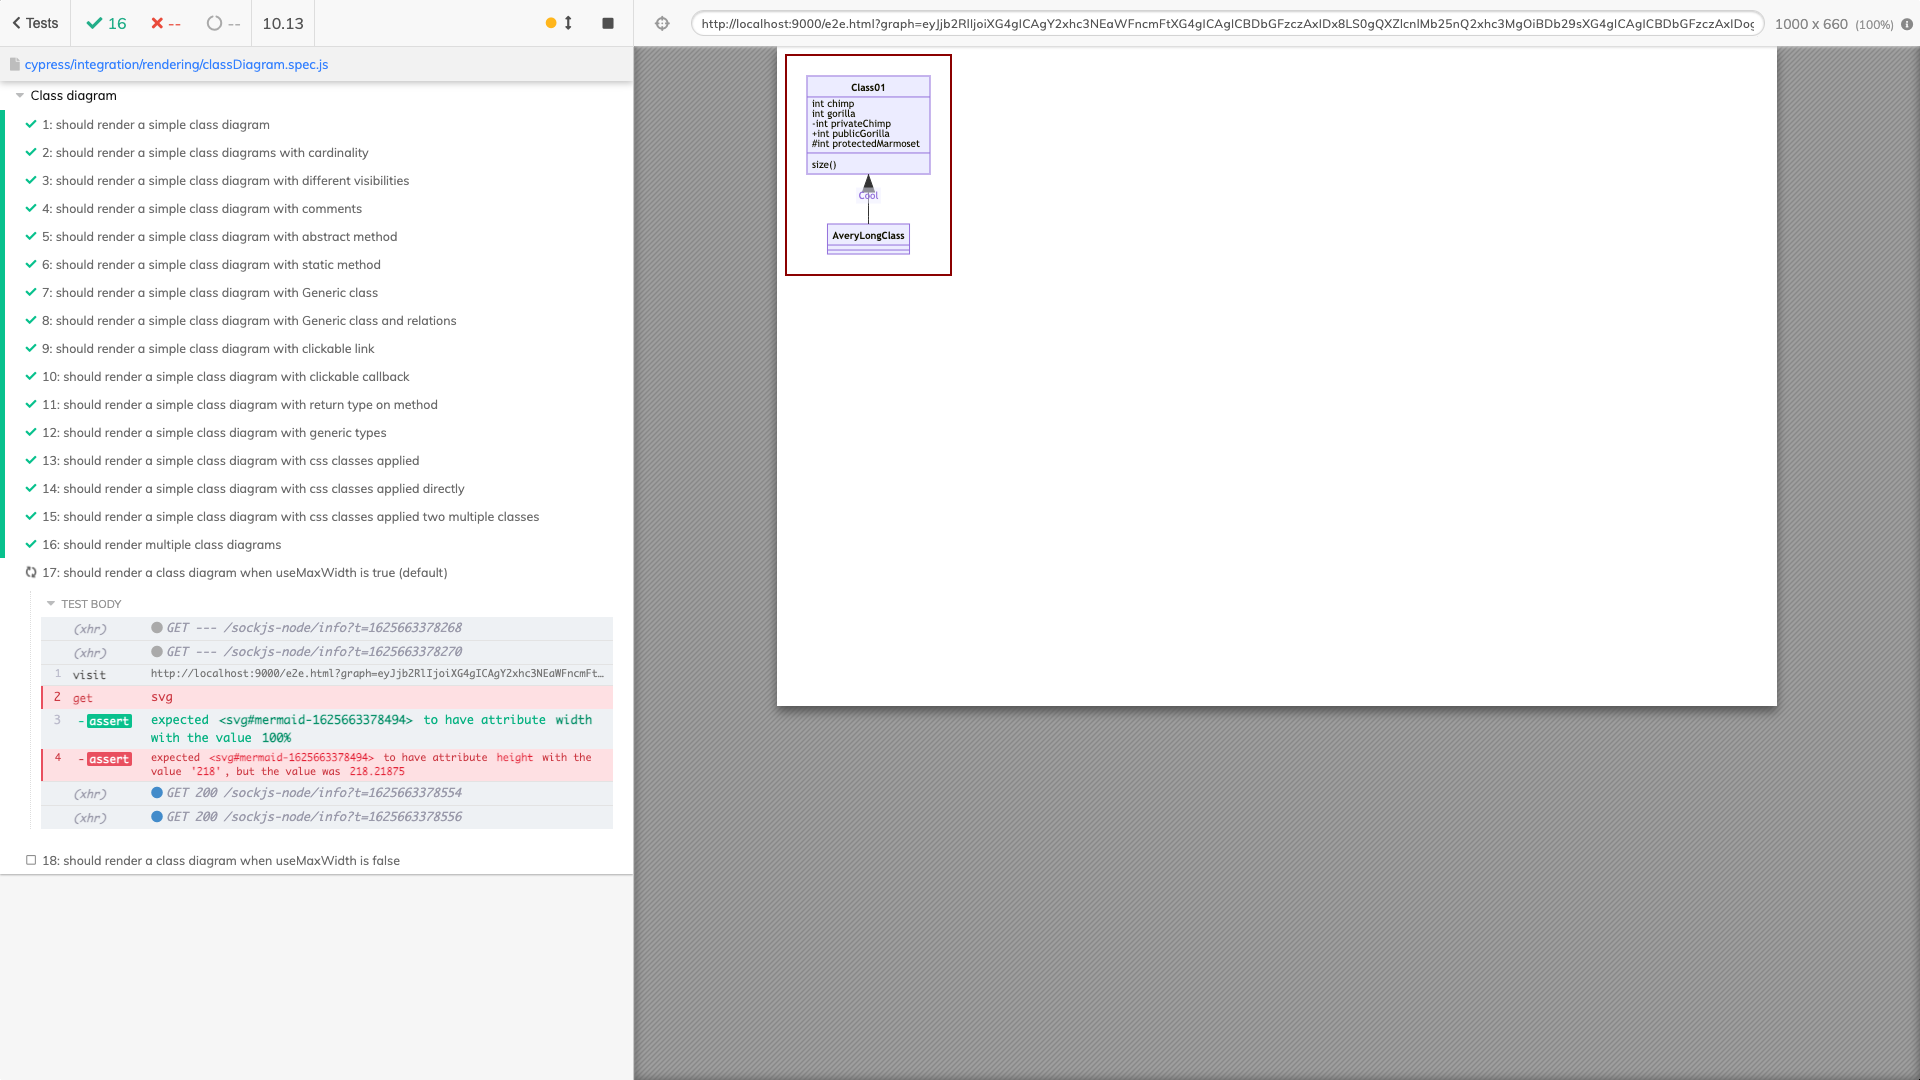 Tests
16
--
--
10.13
http://localhost:9000/e2e.html?graph=eyJjb2RlIjoiXG4gICAgY2xhc3NEaWFncmFtXG4gICAgICBDbGFzczAxIDx8LS0gQXZlcnlMb25nQ2xhc3MgOiBDb29sXG4gICAgICBDbGFzczAxIDog
1000 x 660 (100%)
cypress/integration/rendering/classDiagram.spec.js
Class diagram
1: should render a simple class diagram
2: should render a simple class diagrams with cardinality
3: should render a simple class diagram with different visibilities
4: should render a simple class diagram with comments
5: should render a simple class diagram with abstract method
6: should render a simple class diagram with static method
7: should render a simple class diagram with Generic class
8: should render a simple class diagram with Generic class and relations
9: should render a simple class diagram with clickable link
10: should render a simple class diagram with clickable callback
11: should render a simple class diagram with return type on method
12: should render a simple class diagram with generic types
13: should render a simple class diagram with css classes applied
14: should render a simple class diagram with css classes applied directly
15: should render a simple class diagram with css classes applied two multiple classes
16: should render multiple class diagrams
17: should render a class diagram when useMaxWidth is true (default)
TEST BODY
(xhr) GET --- /sockjs-node/info?t=1625663378268
(xhr) GET --- /sockjs-node/info?t=1625663378270
1 visit http://localhost:9000/e2e.html?graph=eyJjb2RlIjoiXG4gICAgY2xhc3NEaWFncmFt…
2 get svg
3 -assert expected <svg#mermaid-1625663378494> to have attribute width
with the value 100%
4 -assert expected <svg#mermaid-1625663378494> to have attribute height with the
value '218', but the value was 218.21875
(xhr) GET 200 /sockjs-node/info?t=1625663378554
(xhr) GET 200 /sockjs-node/info?t=1625663378556
18: should render a class diagram when useMaxWidth is false
Class01
int chimp
int gorilla
-int privateChimp
+int publicGorilla
#int protectedMarmoset
size()
Cool
AveryLongClass